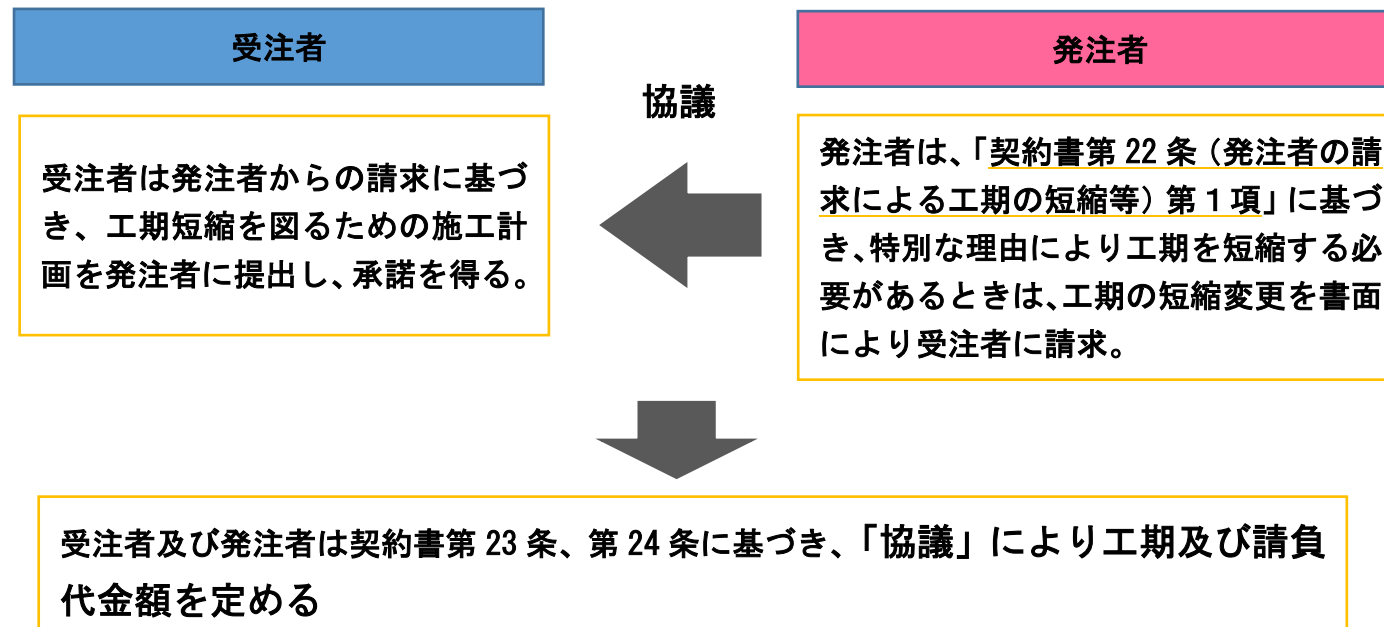 受注者
発注者
協議
受注者は発注者からの請求に基づ
き、工期短縮を図るための施工計
画を発注者に提出し、承諾を得る。
発注者は、「契約書第 22 条（発注者の請
求による工期の短縮等）第１項」に基づ
き、特別な理由により工期を短縮する必
要があるときは、工期の短縮変更を書面
により受注者に請求。
受注者及び発注者は契約書第 23 条、第 24 条に基づき、「協議」により工期及び請負
代金額を定める